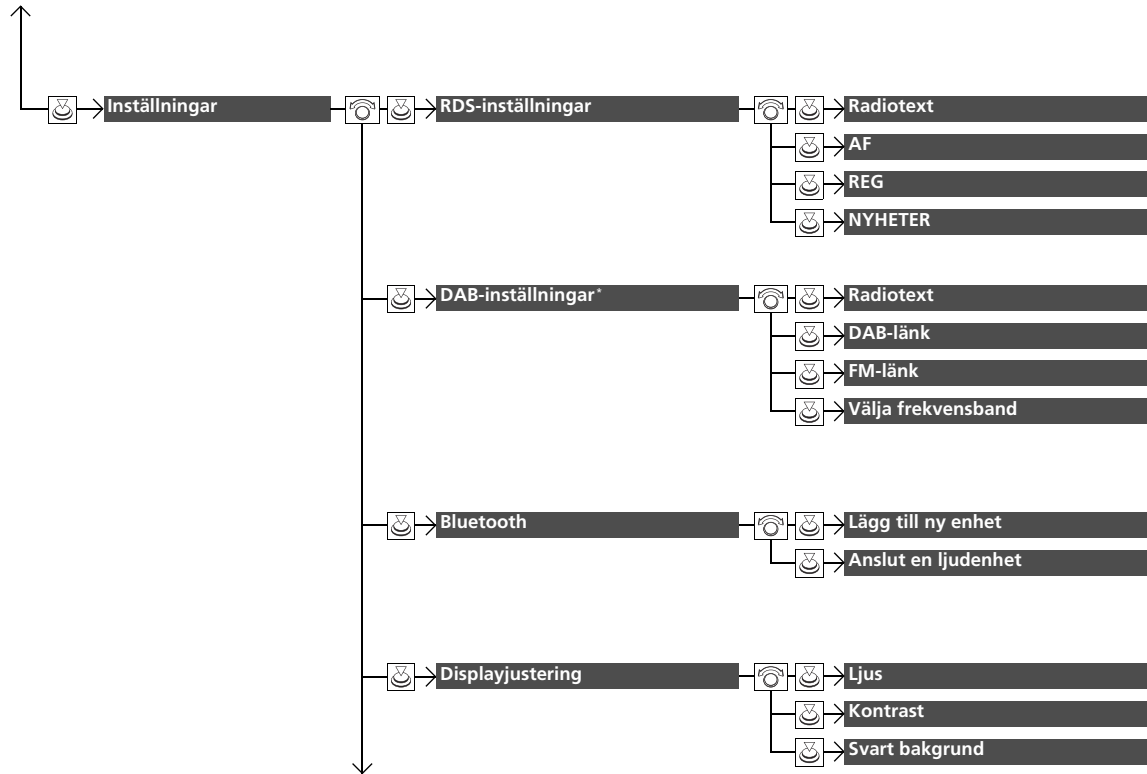 Inställningar
RDS-inställningar
Radiotext
AF
REG
NYHETER
DAB-inställningar*
Radiotext
DAB-länk
FM-länk
Välja frekvensband
Bluetooth
Lägg till ny enhet
Anslut en ljudenhet
Displayjustering
Ljus
Kontrast
Svart bakgrund